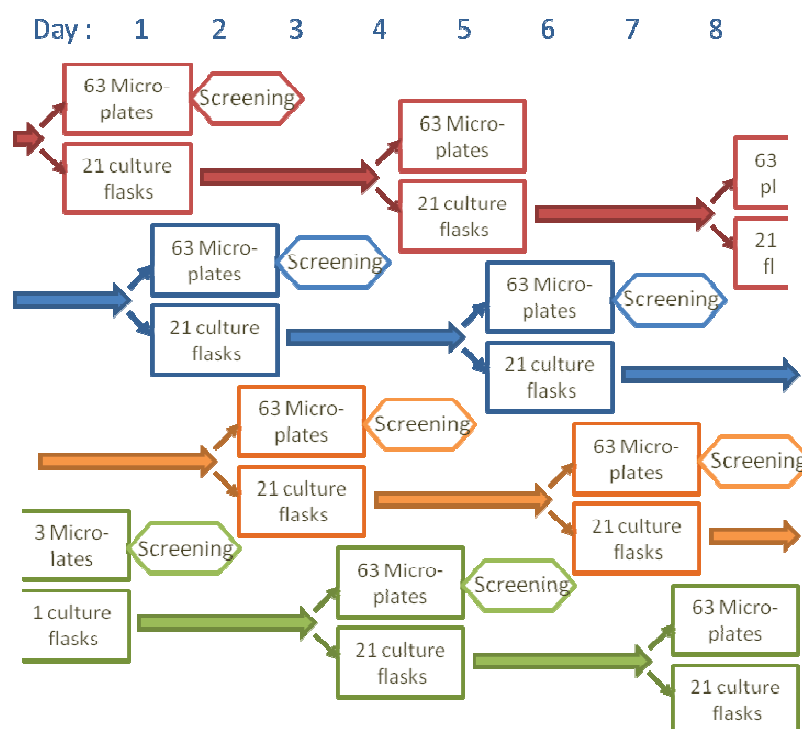 Day : 1 2 3 4 5 6 7 8
63 Micro-
plates
Screening
21 culture
flasks
63 Micro-
plates
21 culture
flasks
63
pl
21
fl
63 Micro-
plates
Screening
21 culture
flasks
63 Micro-
plates
Screening
21 culture
flasks
63 Micro-
plates
Screening
21 culture
flasks
63 Micro-
plates
Screening
21 culture
flasks
3 Micro-
lates
Screening
1 culture
flasks
63 Micro-
plates
Screening
21 culture
flasks
63 Micro-
plates
21 culture
flasks